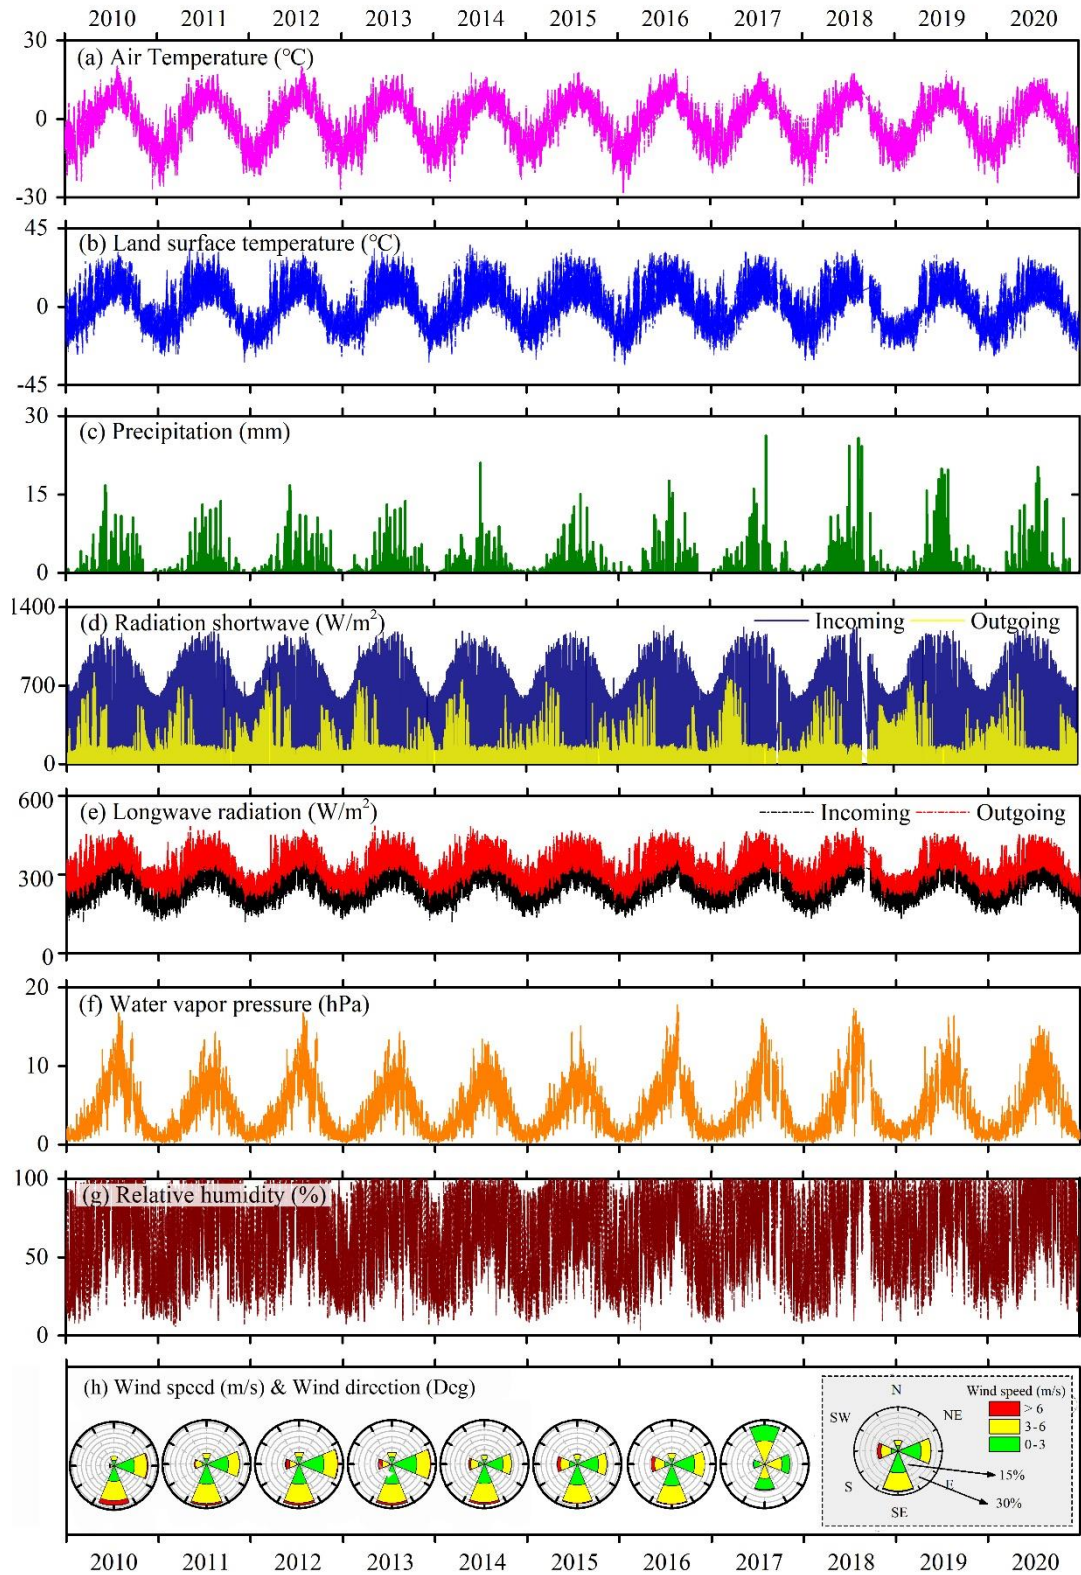 2010 2011 2012 2013 2014 2015 2016 2017 2018 2019 2020
30
(a) Air Temperature (°C)
0
-30
45
(b) Land surface temperature (°C)
0
-45
30
(c) Precipitation (mm)
15
0
1400
(d) Radiation shortwave (W/m²) Incoming Outgoing
700
0
600
(e) Longwave radiation (W/m²) Incoming Outgoing
300
0
20
(f) Water vapor pressure (hPa)
10
0
100
(g) Relative humidity (%)
50
0
(h) Wind speed (m/s) & Wind direction (Deg)
N Wind speed (m/s)
SW NE > 6
3-6
0-3
15%
S E
30%
SE
2010 2011 2012 2013 2014 2015 2016 2017 2018 2019 2020